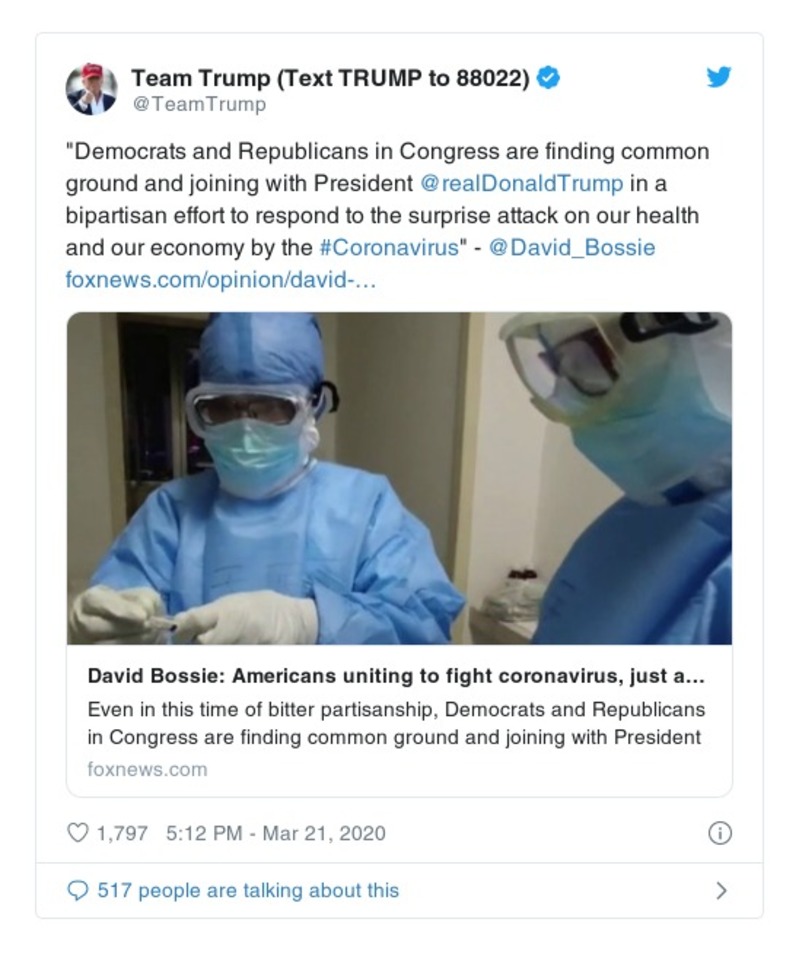 Team Trump (Text TRUMP to 88022)
@TeamTrump
"Democrats and Republicans in Congress are finding common
ground and joining with President @realDonaldTrump in a
bipartisan effort to respond to the surprise attack on our health
and our economy by the #Coronavirus" - @David_Bossie
foxnews.com/opinion/david-…
David Bossie: Americans uniting to fight coronavirus, just a...
Even in this time of bitter partisanship, Democrats and Republicans
in Congress are finding common ground and joining with President
foxnews.com
1,797 5:12 PM - Mar 21, 2020
517 people are talking about this